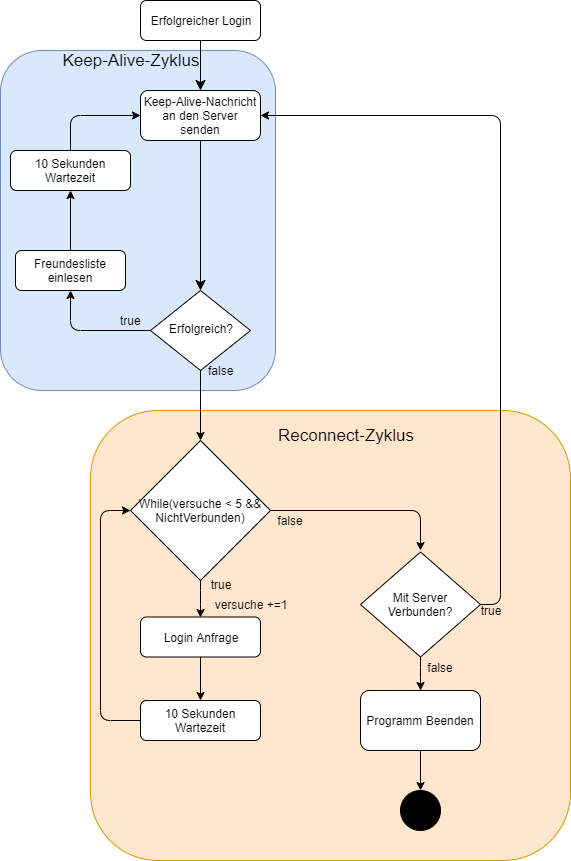 Erfolgreicher Login
Keep-Alive-Zyklus
Keep-Alive-Nachricht
an den Server
senden
10 Sekunden
Wartezeit
Freundesliste
einlesen
Erfolgreich?
true
false
Reconnect-Zyklus
While(versuche < 5 &&
NichtVerbunden)
false
true
versuche +=1
Login Anfrage
10 Sekunden
Wartezeit
Mit Server
Verbunden?
true
false
Programm Beenden